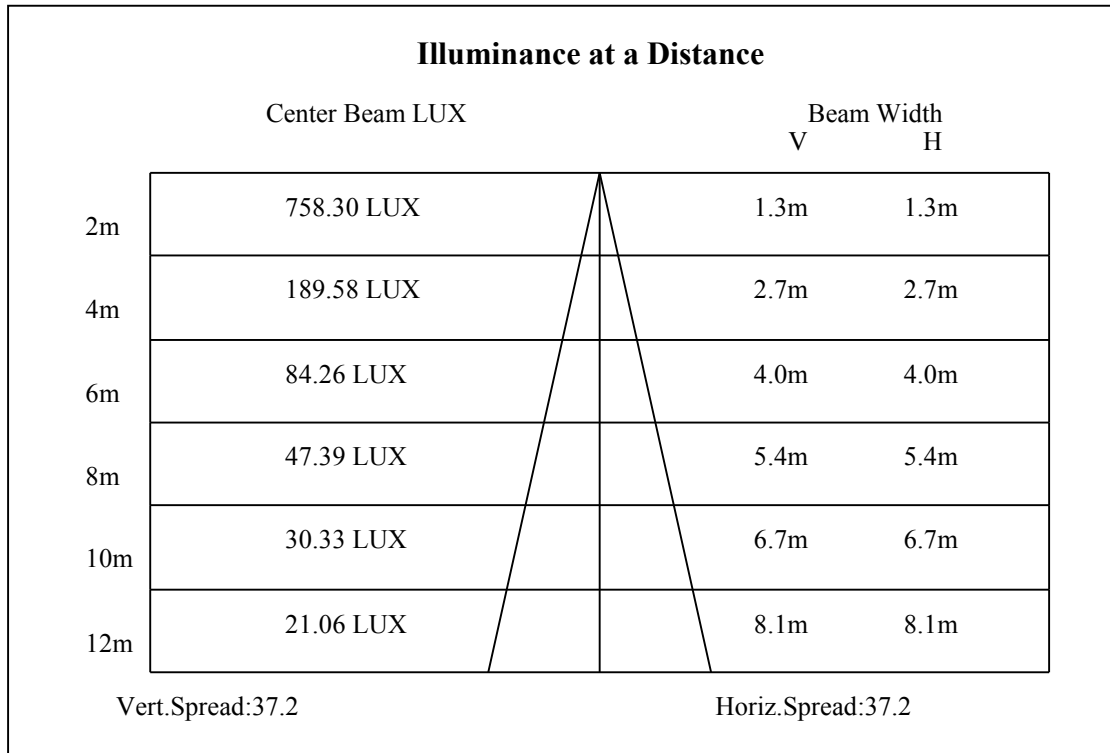 Illuminance at a Distance
Center Beam LUX Beam Width
V H
2m 758.30 LUX 1.3m 1.3m
4m 189.58 LUX 2.7m 2.7m
6m 84.26 LUX 4.0m 4.0m
8m 47.39 LUX 5.4m 5.4m
10m 30.33 LUX 6.7m 6.7m
12m 21.06 LUX 8.1m 8.1m
Vert.Spread:37.2 Horiz.Spread:37.2